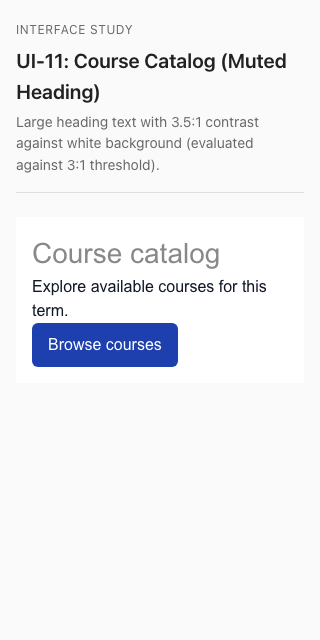 INTERFACE STUDY
UI-11: Course Catalog (Muted
Heading)
Large heading text with 3.5:1 contrast
against white background (evaluated
against 3:1 threshold).
Course catalog
Explore available courses for this
term.
Browse courses